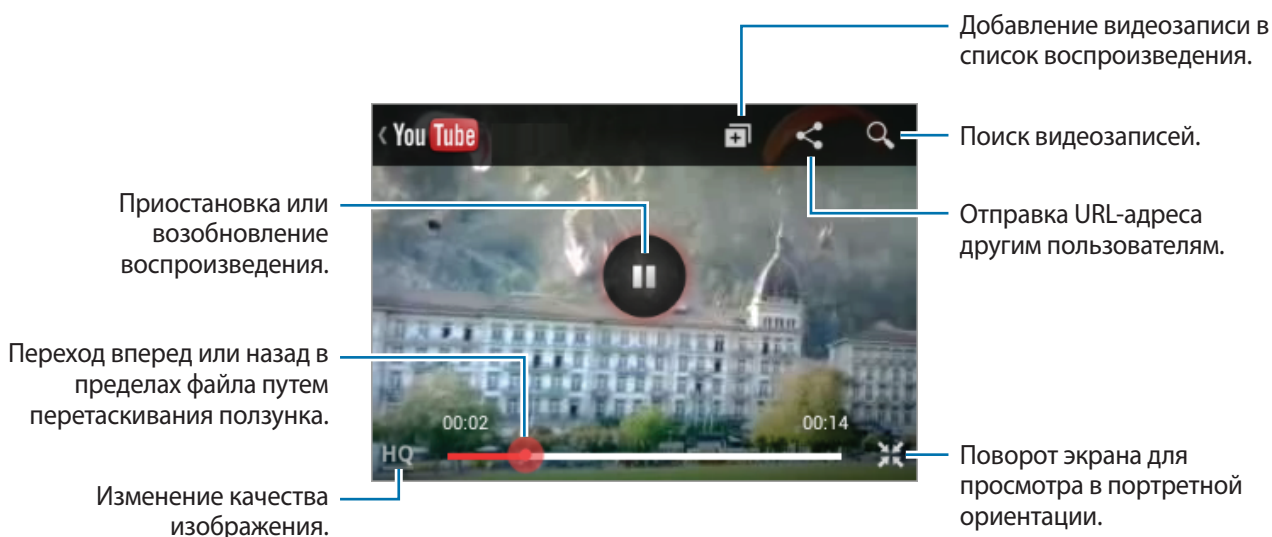 Добавление видеозаписи в
список воспроизведения.
You Tube
Поиск видеозаписей.
Приостановка или
возобновление
воспроизведения.
Отправка URL-адреса
другим пользователям.
Переход вперед или назад в
пределах файла путем
перетаскивания ползунка.
00:02
00:14
HQ
Изменение качества
изображения.
Поворот экрана для
просмотра в портретной
ориентации.